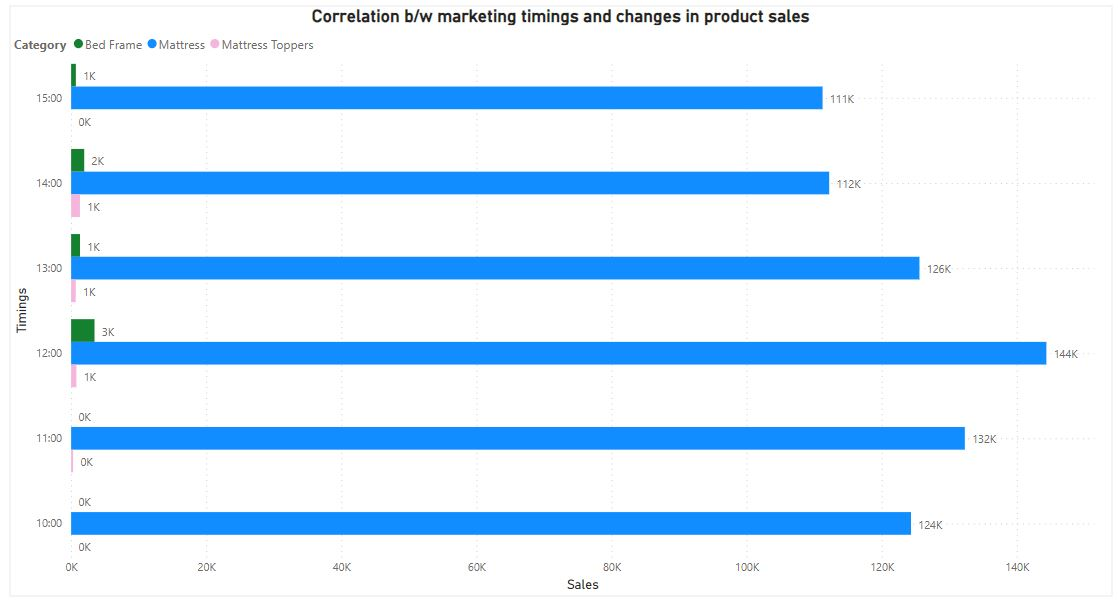 Correlation b/w marketing timings and changes in product sales
Category Bed Frame Mattress Mattress Toppers
1K
15:00 111K
0K
2K
14:00 112K
1K
1K
13:00 126K
1K
3K
12:00 144K
1K
0K
11:00 132K
0K
0K
10:00 124K
0K
Timings
0K 20K 40K 60K 80K 100K 120K 140K
Sales